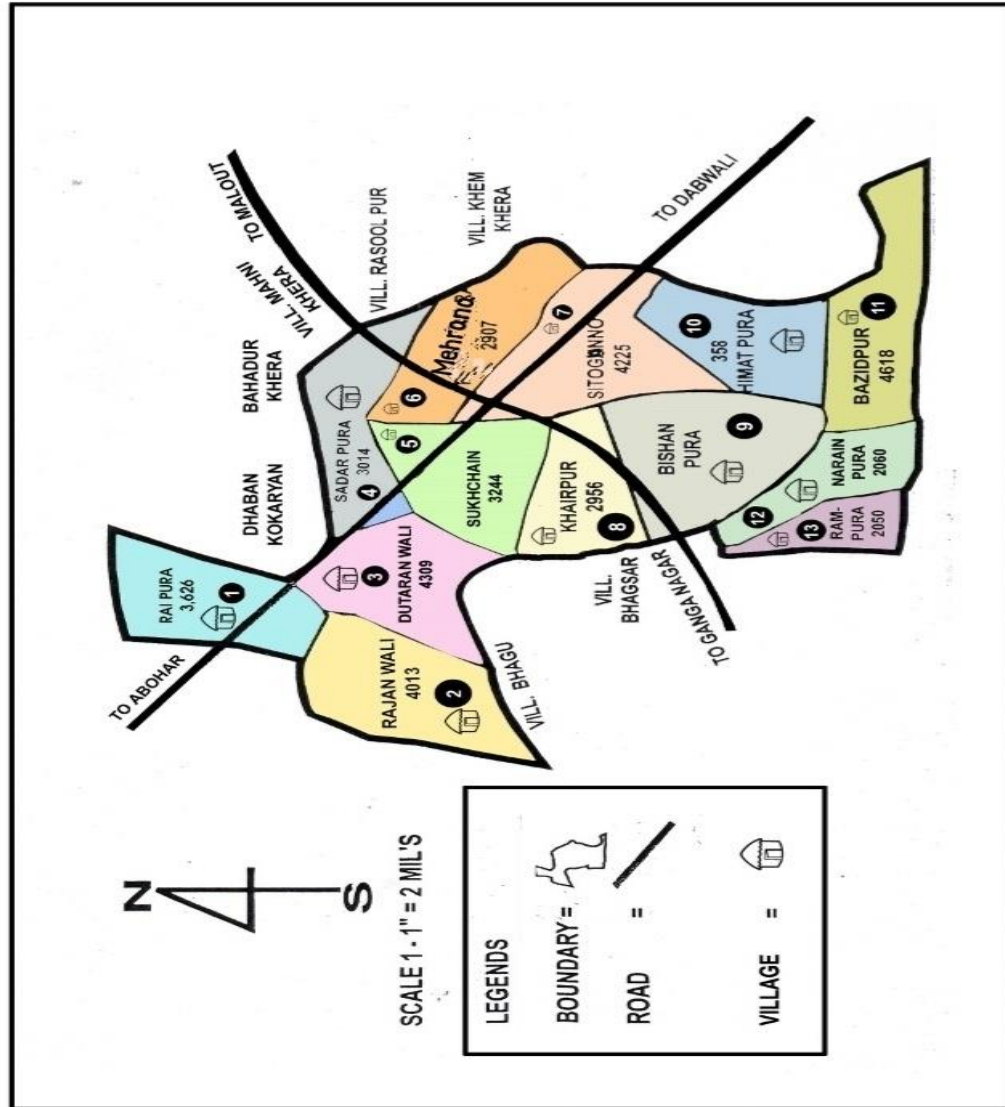 TO ABOHAR
RAI PURA
3,626
1
DHABAN
KOKARYAN
BAHADUR
KHERA
VILL. MAHNI
KHERA
TO MALOUT
VILL. RASOOL PUR
VILL. KHEM
KHERA
TO DABWALI
RAJAN WALI
4013
2
DUTARAN WALI
4309
3
SADAR PURA
3014
4
5
SUKHCHAIN
3244
6
Mehrana
2907
7
4225
KHAIRPUR
2956
8
BISHAN
PURA
9
10
358
HIMAT PURA
11
BAZIDPUR
4618
12
NARAIN
PURA
2060
13
RAM-
PURA
2050
VILL. BHAGU
VILL.
BHAGSAR
TO GANGA NAGAR
N
S
SCALE 1 - 1" = 2 MIL'S
LEGENDS
BOUNDARY =
ROAD =
VILLAGE =